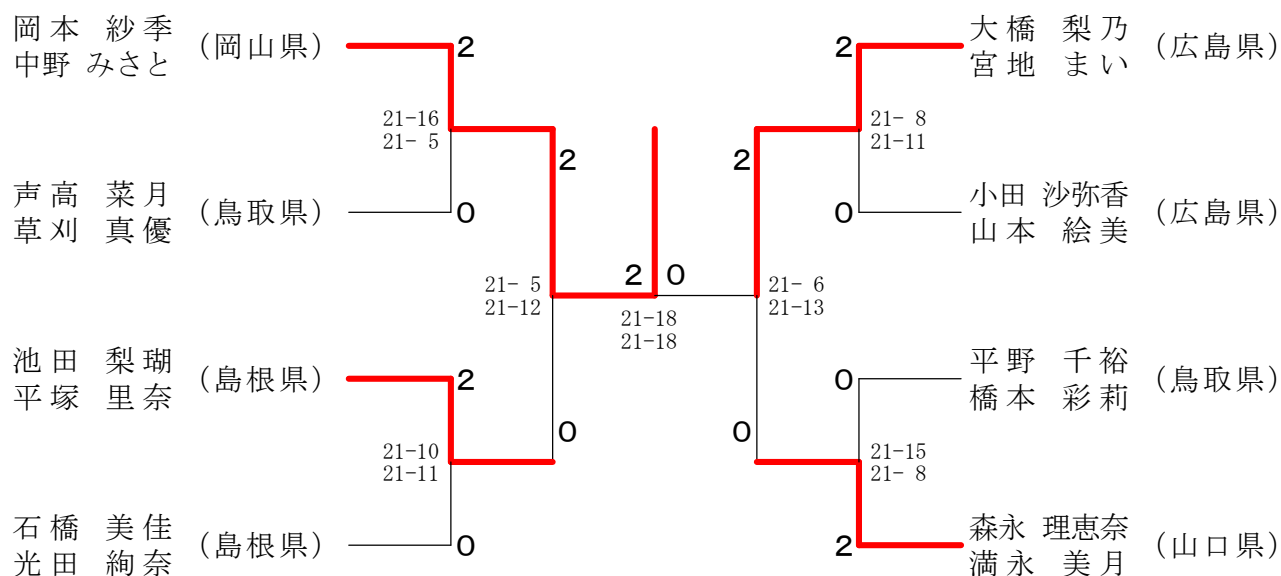 岡本 紗季
中野 みさと
(岡山県)
2
21-16
21- 5
声高 菜月
草刈 真優
(鳥取県)
0
2
21- 5
21-12
池田 梨瑚
平塚 里奈
(島根県)
2
21-10
21-11
0
石橋 美佳
光田 絢奈
(島根県)
0
2 0
21-18
21-18
大橋 梨乃
宮地 まい
(広島県)
2
21- 8
21-11
2
小田 沙弥香
山本 絵美
(広島県)
0
21- 6
21-13
平野 千裕
橋本 彩莉
(鳥取県)
0
0
21-15
21- 8
森永 理恵奈
満永 美月
(山口県)
2